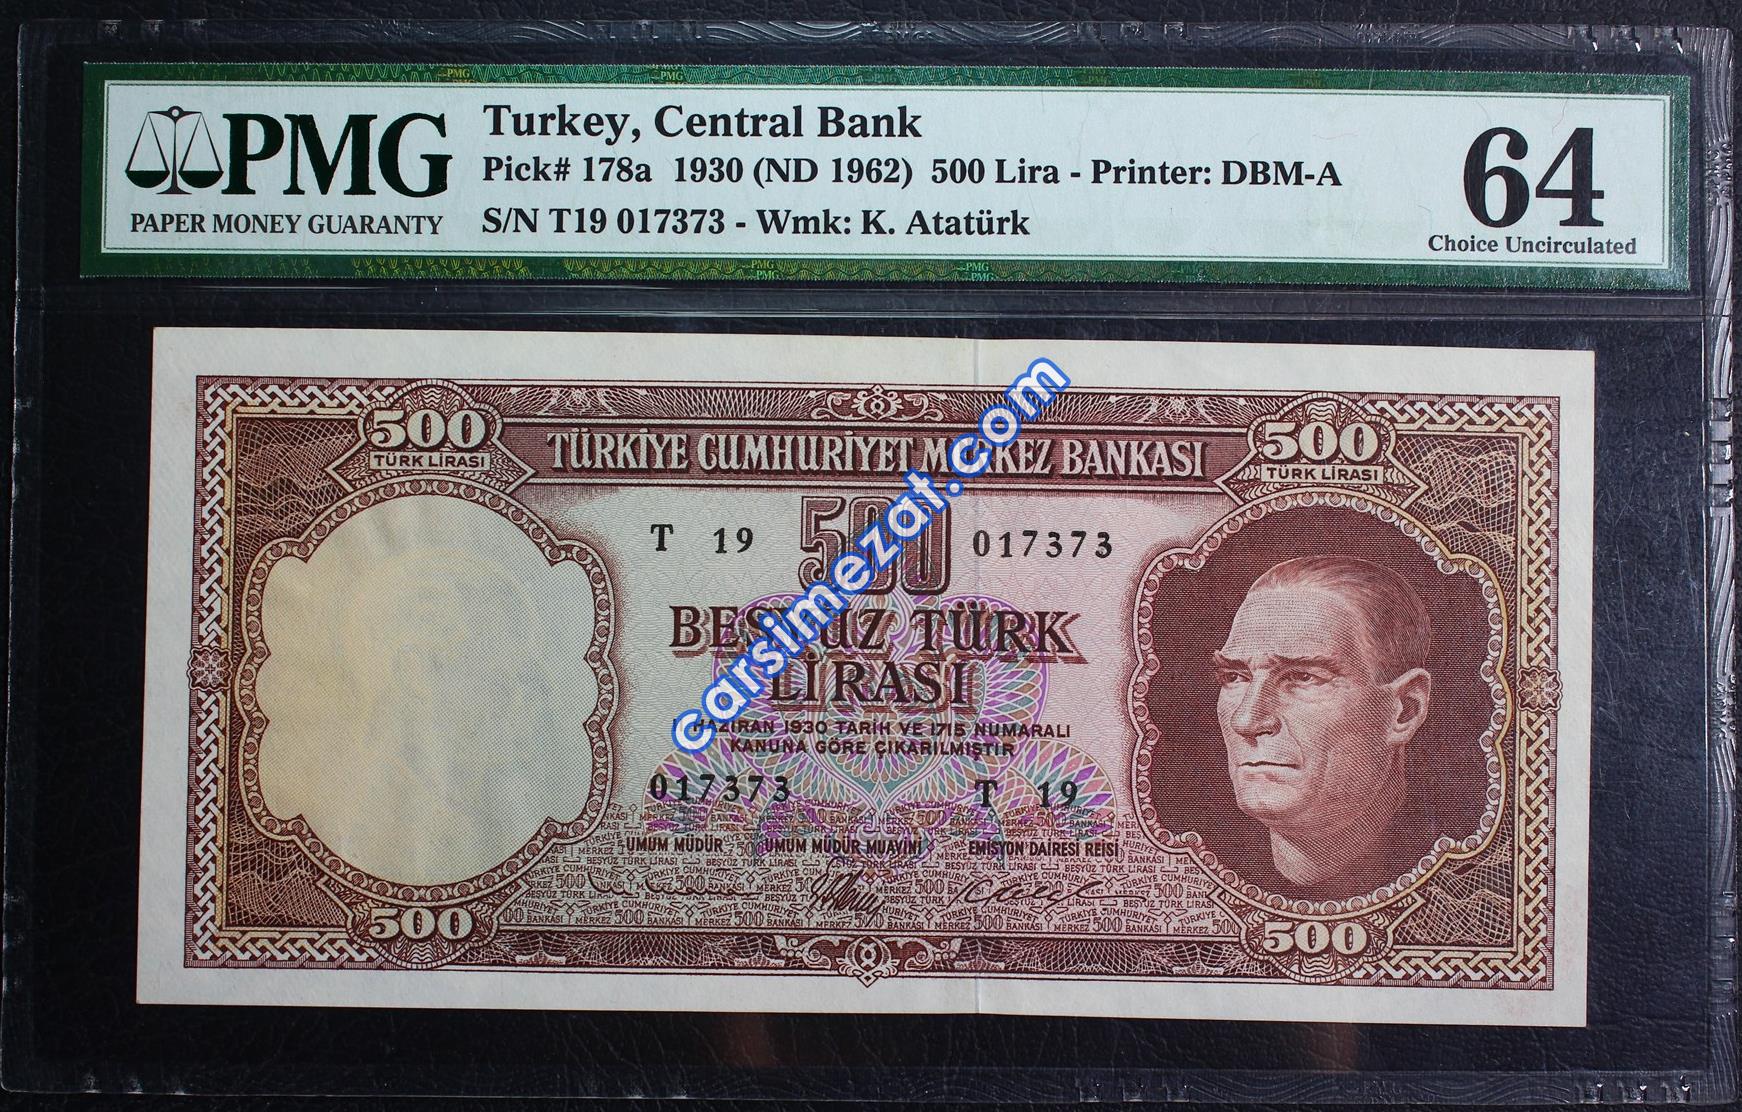 PMG
PAPER MONEY GUARANTY
Turkey, Central Bank
Pick# 178a 1930 (ND 1962) 500 Lira - Printer: DBM-A
S/N T19 017373 - Wmk: K. Atatürk
64
Choice Uncirculated
500
TÜRK LİRASI
TÜRKİYE CUMHURİYET MERKEZ BANKASI
500
TÜRK LİRASI
T 19
500
017373
BEŞYÜZ TÜRK
LİRASI
HAZİRAN 1930 TARİH VE 1715 NUMARALI
KANUNA GÖRE ÇIKARILMIŞTIR
017373
T 19
UMUM MÜDÜR
UMUM MÜDÜR MUAVİNİ
EMİSYON DAİRESİ REİSİ
500
500
carsimezat.com